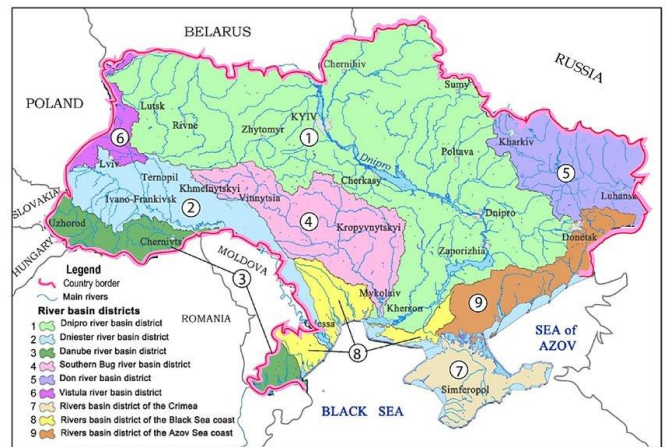 BELARUS
RUSSIA
POLAND
SLOVAKIA
HUNGARY
MOLDOVA
ROMANIA
BLACK SEA
SEA of
AZOV
Chernihiv
Sumy
Lutsk
Rivne
KYIV
Zhytomyr
1
6
Kharkiv
Poltava
Dnipro
Lviv
5
Ternopil
Khmelnytskyi
Cherkasy
Luhansk
Ivano-Frankivsk
Vinnytsia
2
4
Kropyvnytskyi
Dnipro
Uzhorod
Chernivtsi
Donetsk
Zaporizhia
3
Mykolaiv
Kherson
9
Odessa
8
7
Simferopol
Legend
Country border
Main rivers
River basin districts
1 Dnipro river basin district
2 Dniester river basin district
3 Danube river basin district
4 Southern Bug river basin district
5 Don river basin district
6 Vistula river basin district
7 Rivers basin district of the Crimea
8 Rivers basin district of the Black Sea coast
9 Rivers basin district of the Azov Sea coast